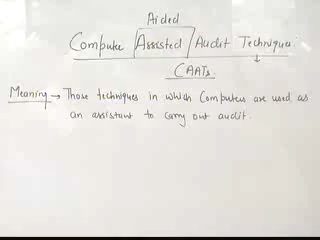 Aided
Computer Assisted / Audit Techniques
CAATs
Meaning → Those techniques in which Computers are used as
an assistant to carry out audit.